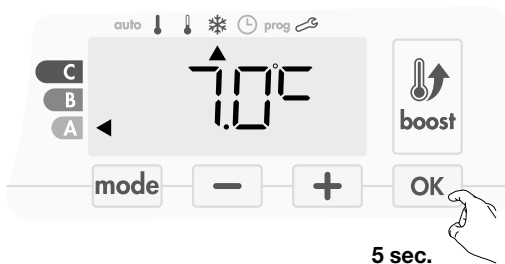 auto prog
C
B
A
7.0°C
boost
mode − + OK
5 sec.